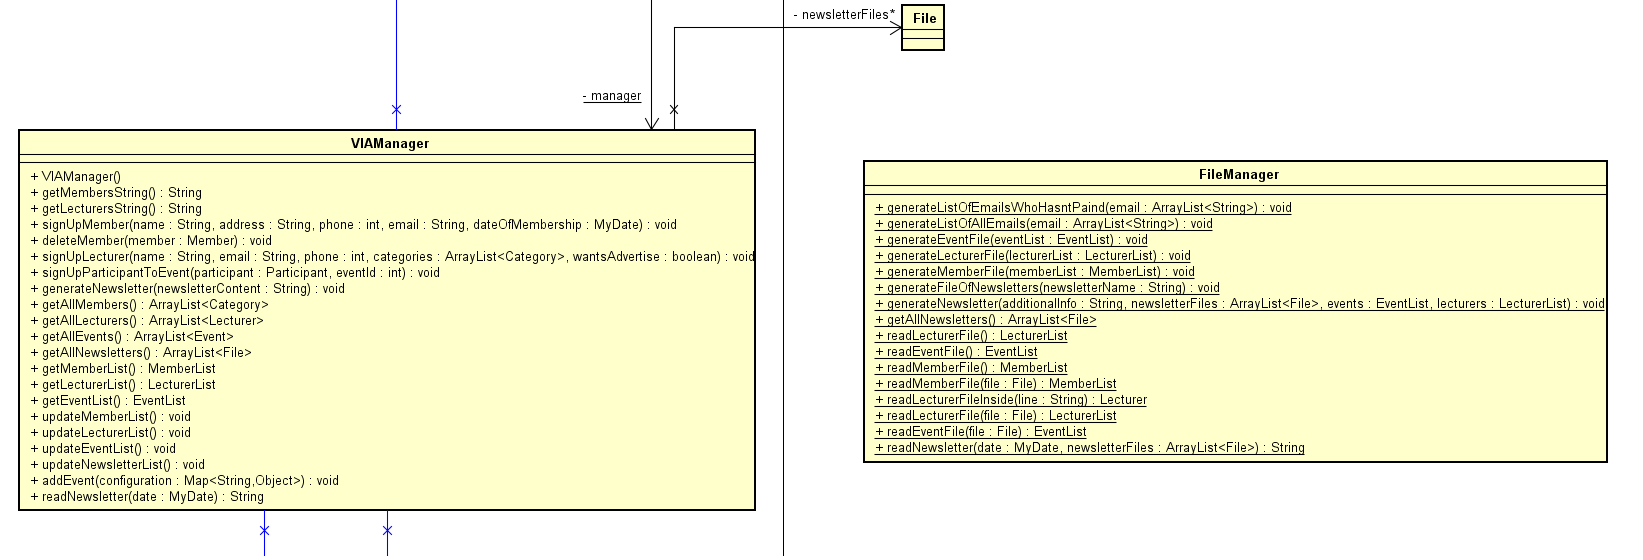 - newsletterFiles*
File
- manager
VIAManager
+ VIAManager()
+ getMembersString() : String
+ getLecturersString() : String
+ signUpMember(name : String, address : String, phone : int, email : String, dateOfMembership : MyDate) : void
+ deleteMember(member : Member) : void
+ signUpLecturer(name : String, email : String, phone : int, categories : ArrayList<Category>, wantsAdvertise : boolean) : void
+ signUpParticipantToEvent(participant : Participant, eventId : int) : void
+ generateNewsletter(newsletterContent : String) : void
+ getAllMembers() : ArrayList<Category>
+ getAllLecturers() : ArrayList<Lecturer>
+ getAllEvents() : ArrayList<Event>
+ getAllNewsletters() : ArrayList<File>
+ getMemberList() : MemberList
+ getLecturerList() : LecturerList
+ getEventList() : EventList
+ updateMemberList() : void
+ updateLecturerList() : void
+ updateEventList() : void
+ updateNewsletterList() : void
+ addEvent(configuration : Map<String,Object>) : void
+ readNewsletter(date : MyDate) : String
FileManager
+ generateListOfEmailsWhoHasntPaind(email : ArrayList<String>) : void
+ generateListOfAllEmails(email : ArrayList<String>) : void
+ generateEventFile(eventList : EventList) : void
+ generateLecturerFile(lecturerList : LecturerList) : void
+ generateMemberFile(memberList : MemberList) : void
+ generateFileOfNewsletters(newsletterName : String) : void
+ generateNewsletter(additionalInfo : String, newsletterFiles : ArrayList<File>, events : EventList, lecturers : LecturerList) : void
+ getAllNewsletters() : ArrayList<File>
+ readLecturerFile() : LecturerList
+ readEventFile() : EventList
+ readMemberFile() : MemberList
+ readMemberFile(file : File) : MemberList
+ readLecturerFileInside(line : String) : Lecturer
+ readLecturerFile(file : File) : LecturerList
+ readEventFile(file : File) : EventList
+ readNewsletter(date : MyDate, newsletterFiles : ArrayList<File>) : String